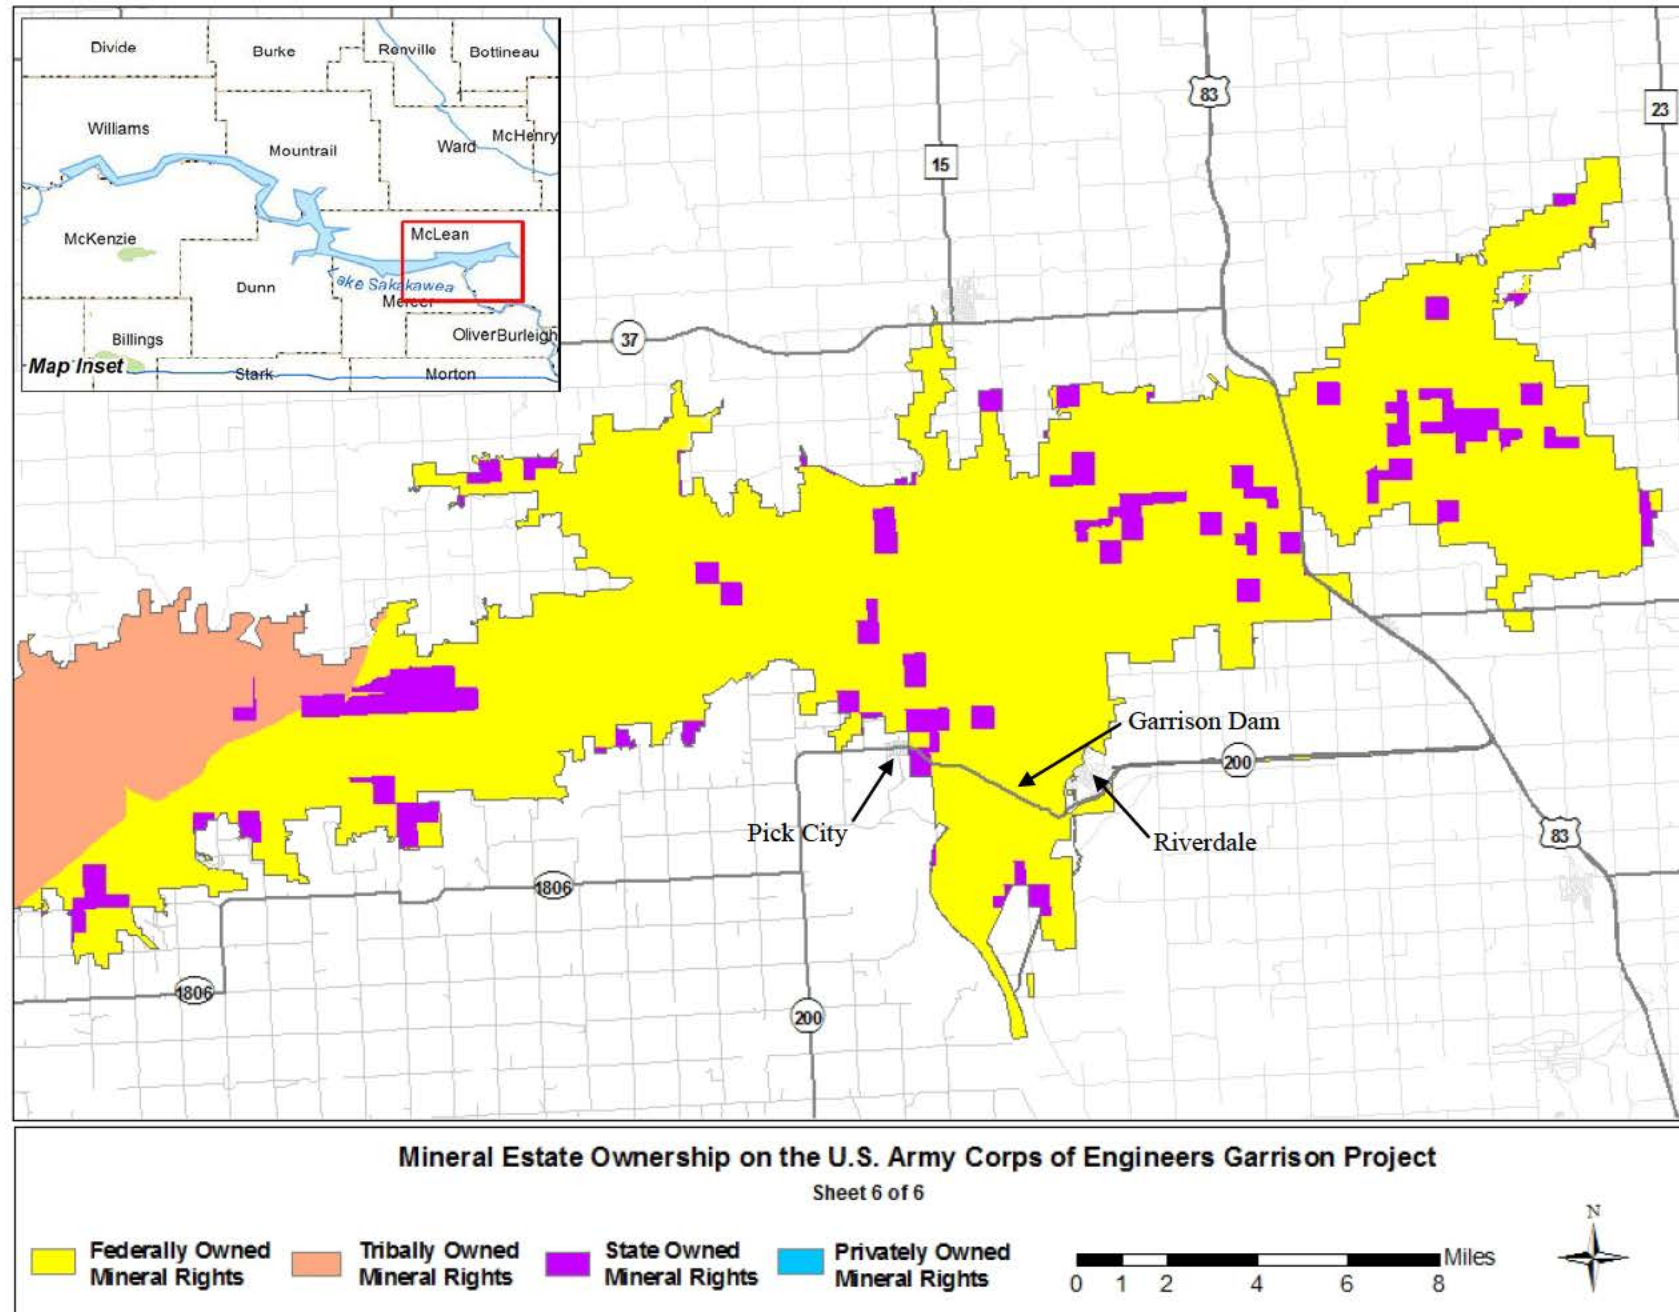 Divide
Burke
Renville
Bottineau
Williams
Mountrail
Ward
McHenry
McKenzie
McLean
Dunn
Lake Sakakawea
Mercer
Billings
Oliver
Burleigh
Map Inset
Stark
Morton
83
23
15
37
Garrison Dam
200
Pick City
Riverdale
83
1806
1806
200
Mineral Estate Ownership on the U.S. Army Corps of Engineers Garrison Project
Sheet 6 of 6
Federally Owned
Mineral Rights
Tribally Owned
Mineral Rights
State Owned
Mineral Rights
Privately Owned
Mineral Rights
Miles
0 1 2 4 6 8
N